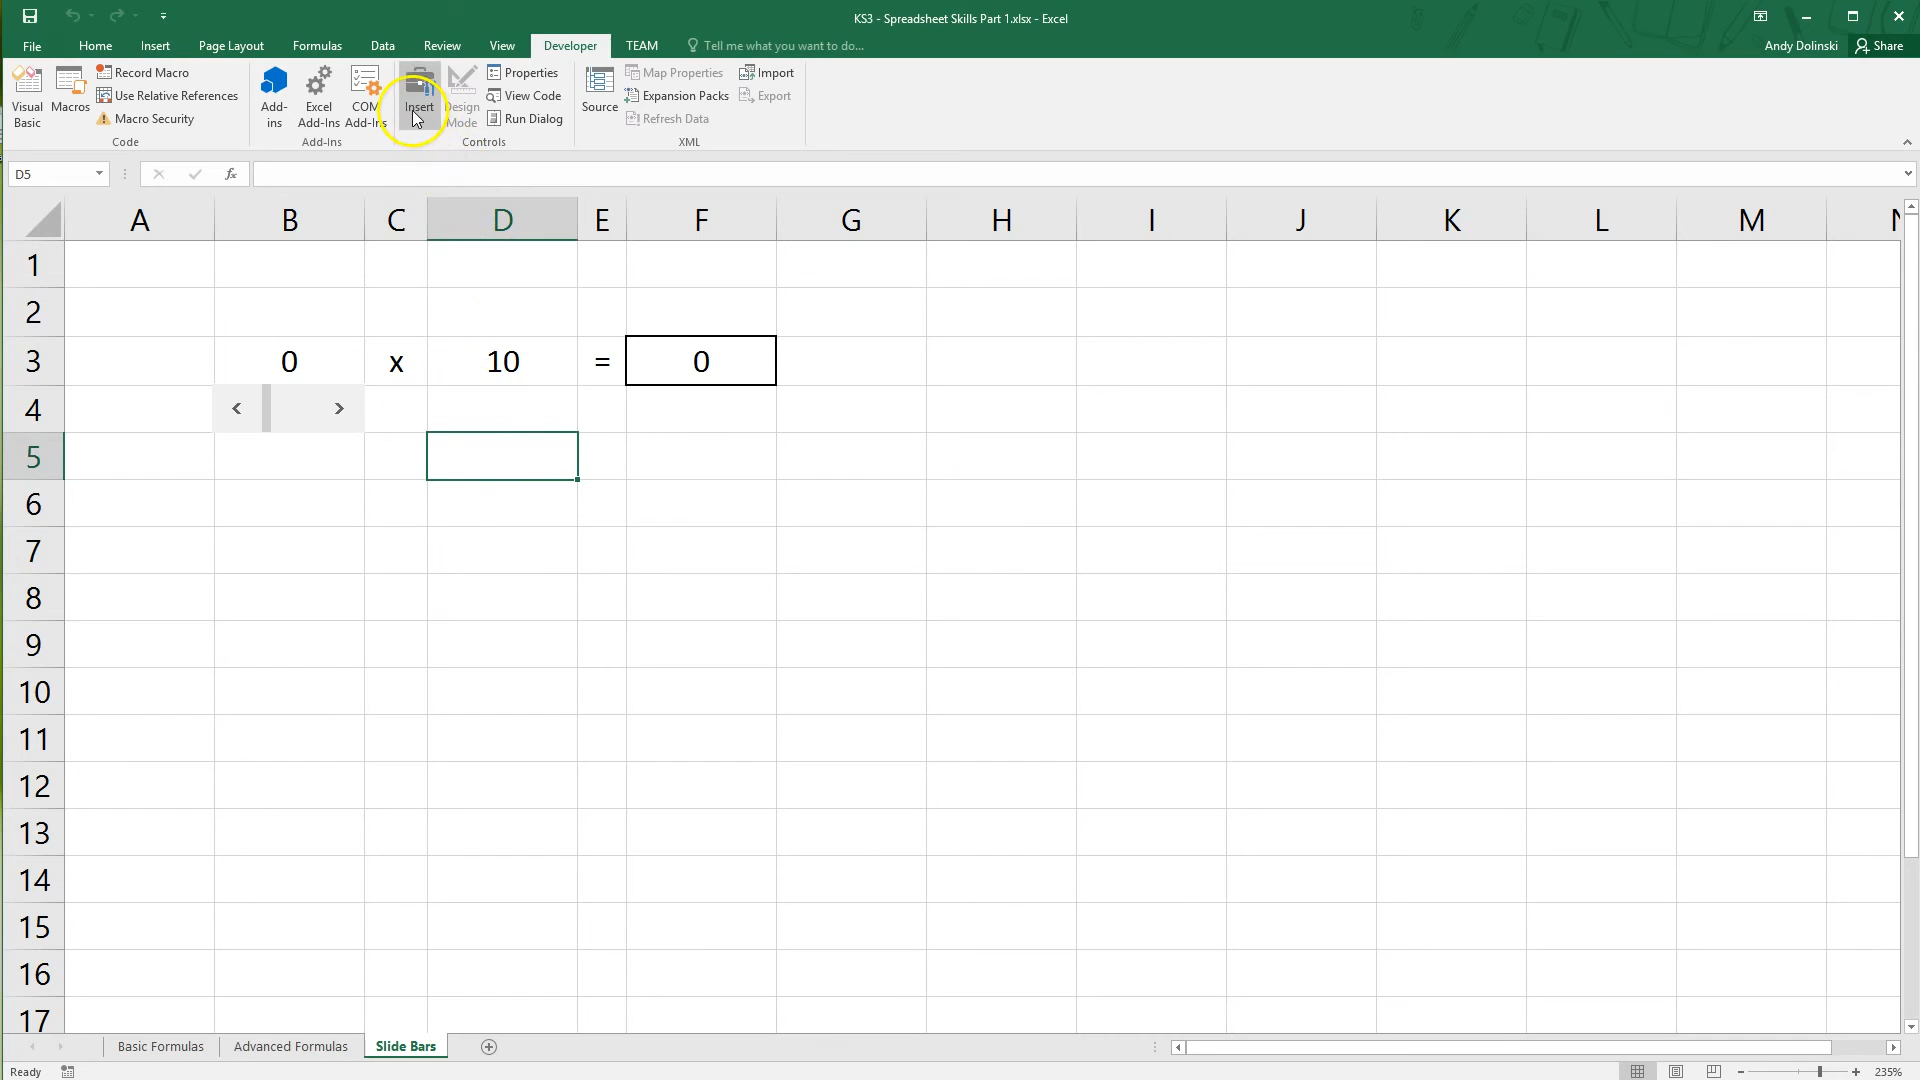 KS3 - Spreadsheet Skills Part 1.xlsx - Excel
File Home Insert Page Layout Formulas Data Review View Developer TEAM Tell me what you want to do... Andy Dolinski Share
Visual Basic
Macros
Record Macro
Use Relative References
Macro Security
Code
Add-ins
Excel Add-Ins
COM Add-Ins
Add-Ins
Insert
Design Mode
Properties
View Code
Run Dialog
Controls
Source
Map Properties
Expansion Packs
Refresh Data
Import
Export
XML
D5 fx
A B C D E F G H I J K L M
1
2
3 0 x 10 = 0
4
5
6
7
8
9
10
11
12
13
14
15
16
17
Basic Formulas Advanced Formulas Slide Bars
Ready 235%